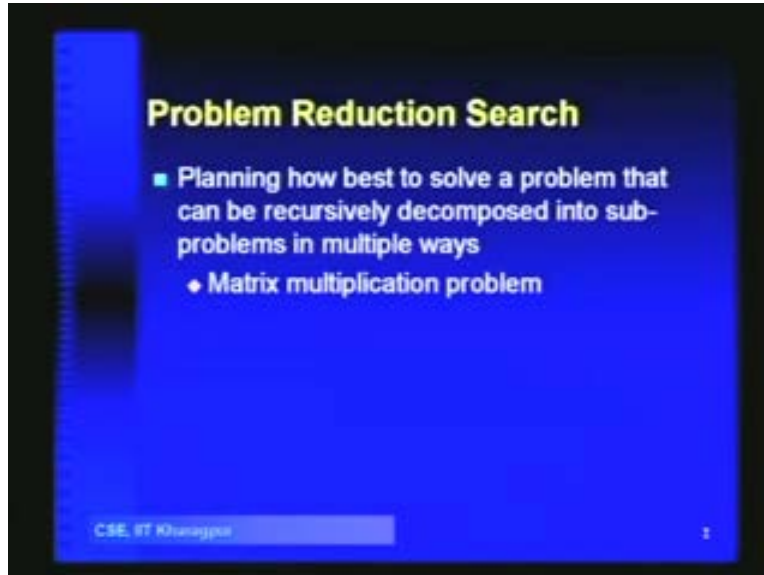 Problem Reduction Search
Planning how best to solve a problem that
can be recursively decomposed into sub-
problems in multiple ways
Matrix multiplication problem
CSE, IIT Kharagpur
2